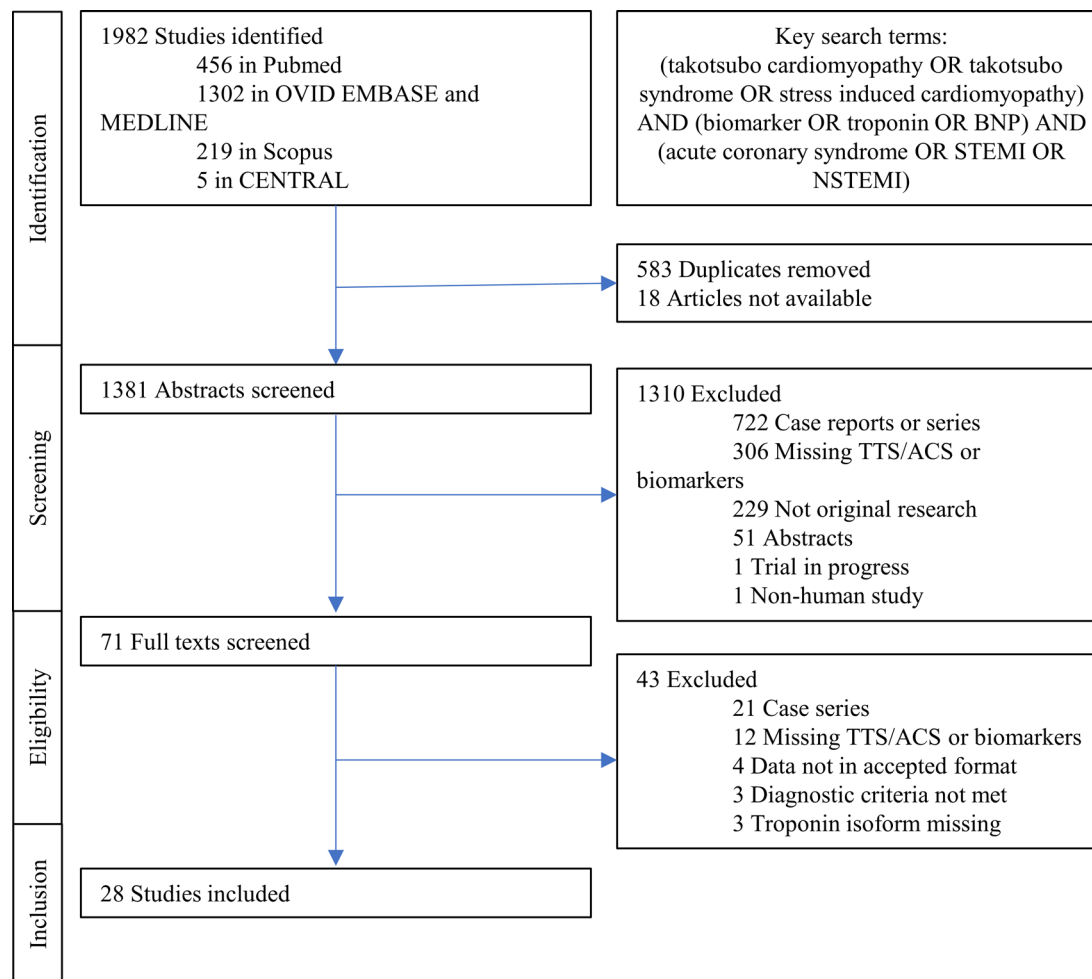 Identification
1982 Studies identified
456 in Pubmed
1302 in OVID EMBASE and
MEDLINE
219 in Scopus
5 in CENTRAL
Key search terms:
(takotsubo cardiomyopathy OR takotsubo
syndrome OR stress induced cardiomyopathy)
AND (biomarker OR troponin OR BNP) AND
(acute coronary syndrome OR STEMI OR
NSTEMI)
583 Duplicates removed
18 Articles not available
Screening
1381 Abstracts screened
1310 Excluded
722 Case reports or series
306 Missing TTS/ACS or
biomarkers
229 Not original research
51 Abstracts
1 Trial in progress
1 Non-human study
Eligibility
71 Full texts screened
43 Excluded
21 Case series
12 Missing TTS/ACS or biomarkers
4 Data not in accepted format
3 Diagnostic criteria not met
3 Troponin isoform missing
Inclusion
28 Studies included